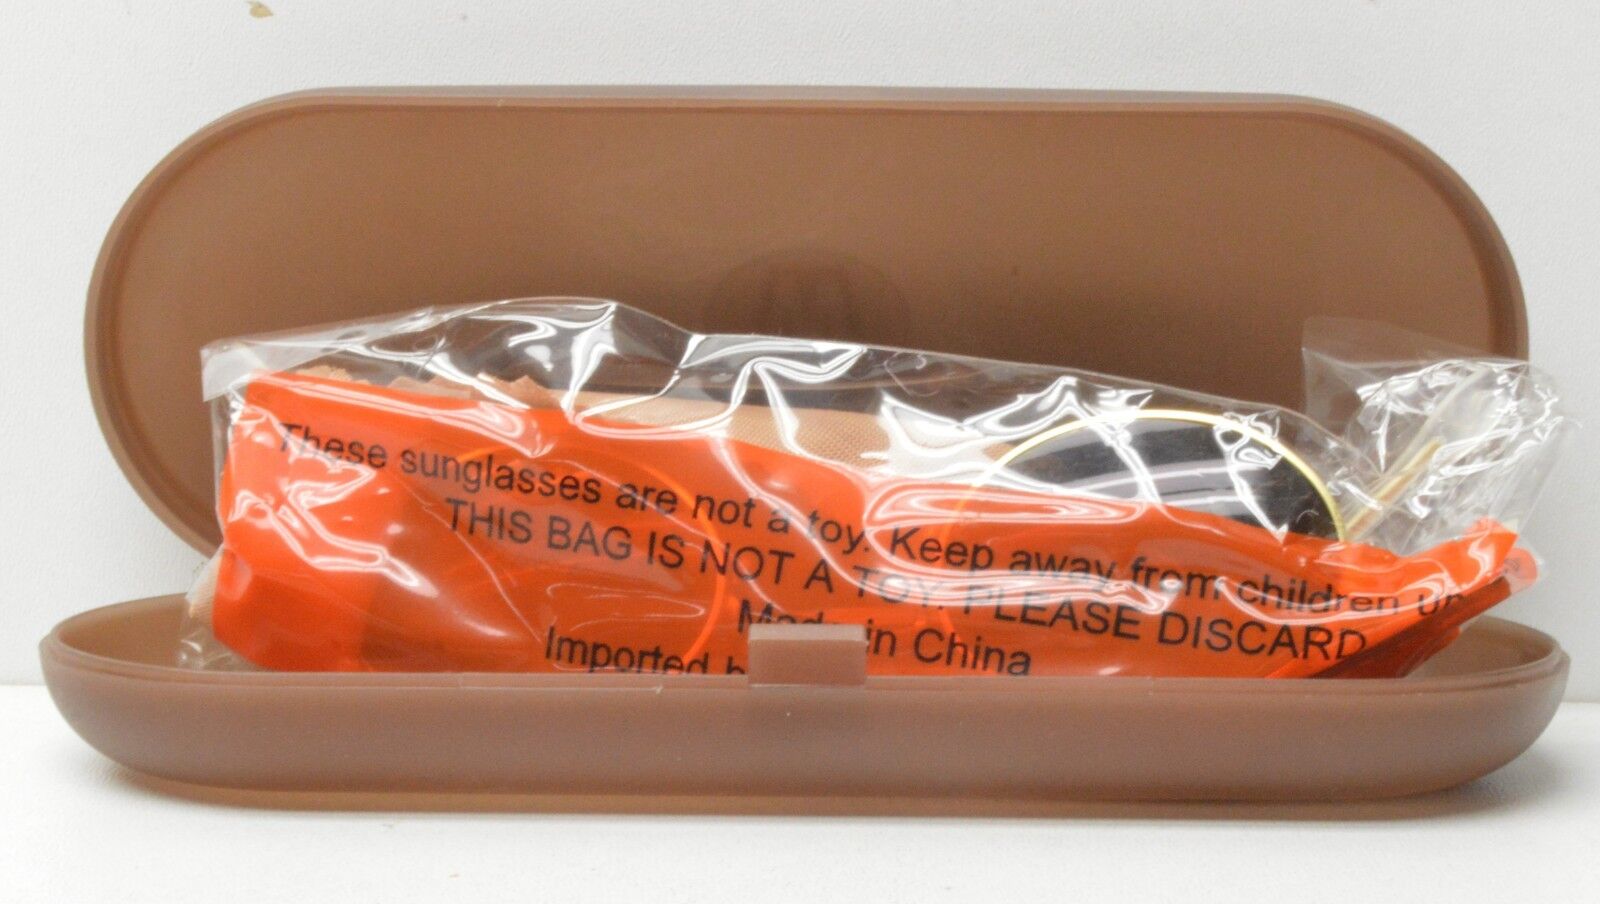 These sunglasses are not a toy. Keep away from children
THIS BAG IS NOT A TOY. PLEASE DISCARD
Made in China
Imported